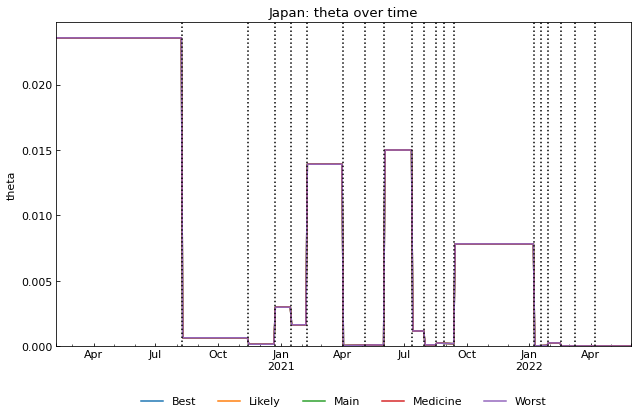 Japan: theta over time
theta
0.020
0.015
0.010
0.005
0.000
Apr Jul Oct Jan Apr Jul Oct Jan Apr
2021 2022
Best Likely Main Medicine Worst